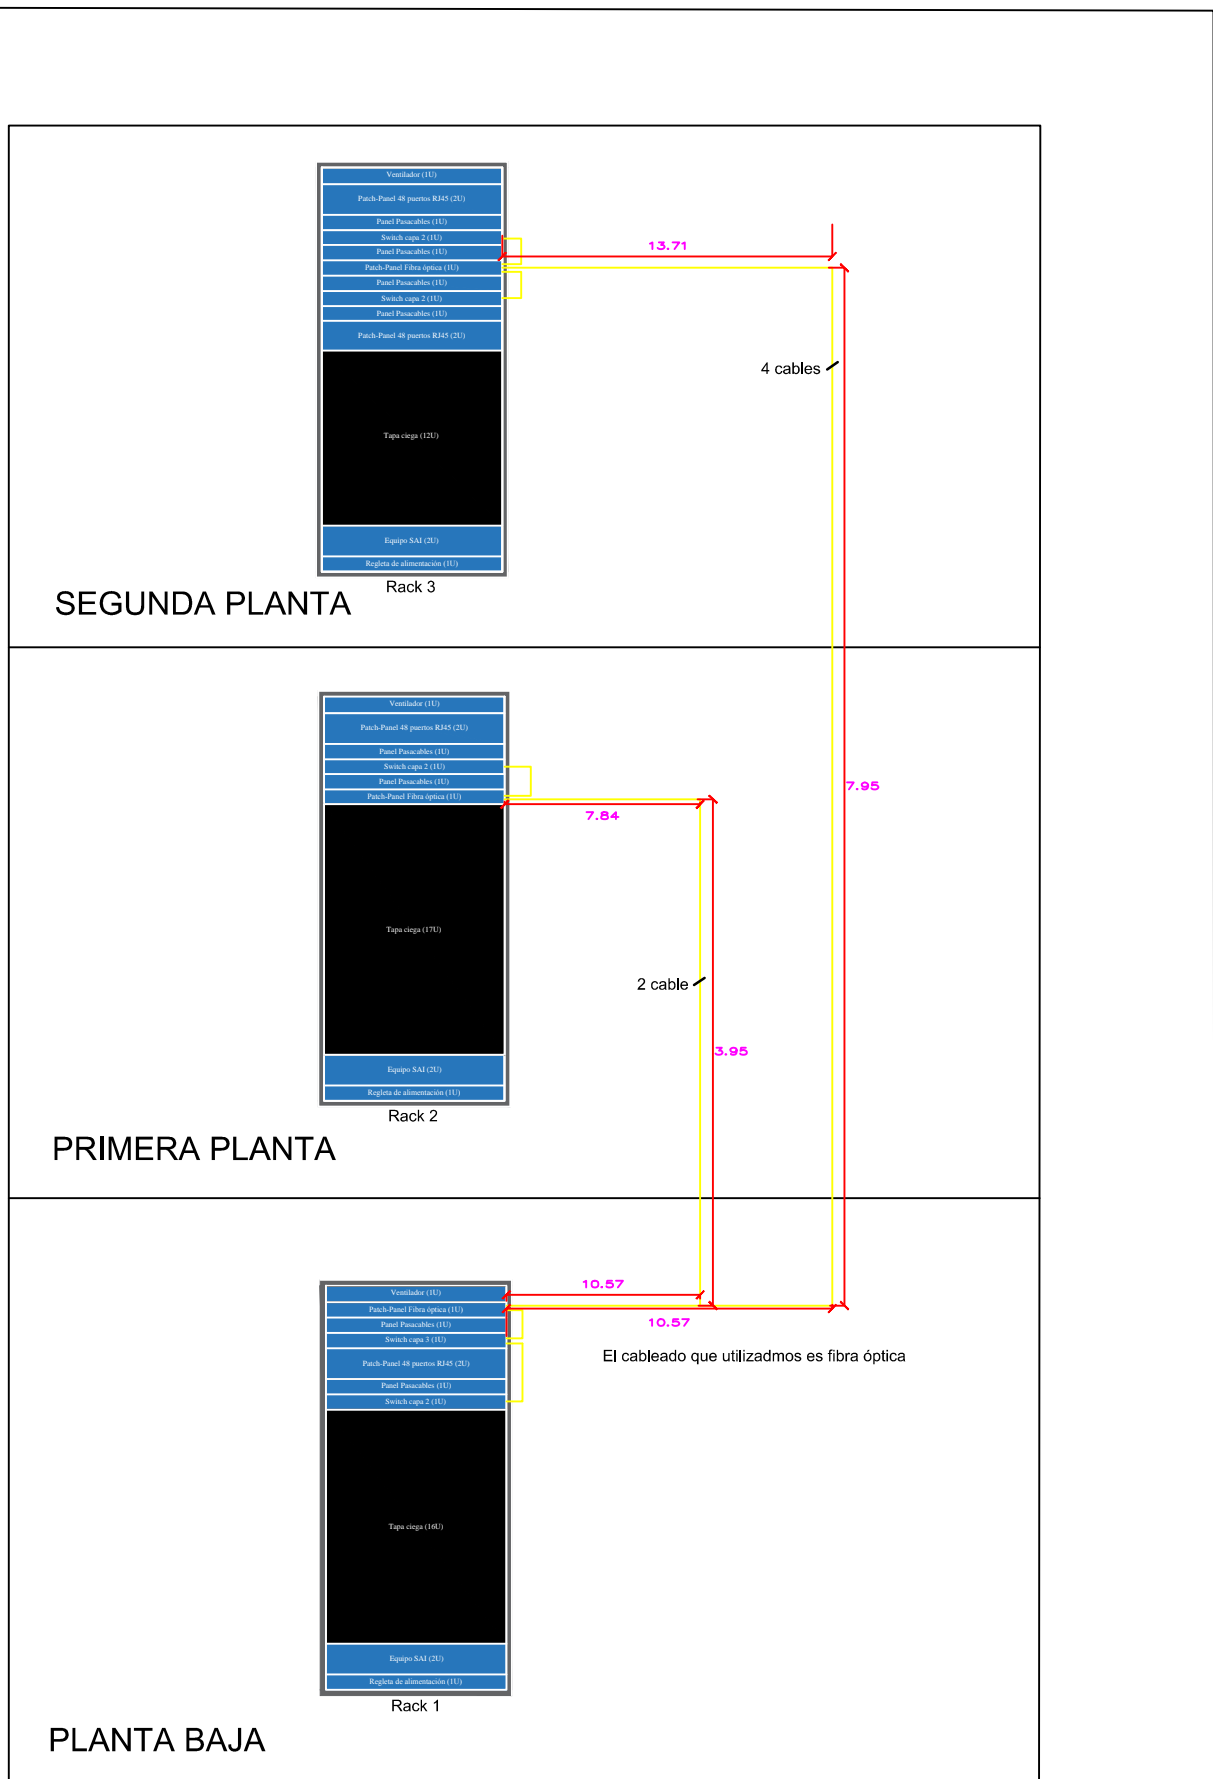 Ventilador (1U)
Patch-Panel 48 puertos RJ45 (2U)
Panel Pasacables (1U)
Switch capa 2 (1U)
Panel Pasacables (1U)
Patch-Panel Fibra óptica (1U)
Panel Pasacables (1U)
Switch capa 2 (1U)
Panel Pasacables (1U)
Patch-Panel 48 puertos RJ45 (2U)
Tapa ciega (12U)
Equipo SAI (2U)
Regleta de alimentación (1U)
Rack 3
13.71
4 cables
7.95
SEGUNDA PLANTA
Ventilador (1U)
Patch-Panel 48 puertos RJ45 (2U)
Panel Pasacables (1U)
Switch capa 2 (1U)
Panel Pasacables (1U)
Patch-Panel Fibra óptica (1U)
Tapa ciega (17U)
Equipo SAI (2U)
Regleta de alimentación (1U)
Rack 2
7.84
2 cable
3.95
PRIMERA PLANTA
Ventilador (1U)
Patch-Panel Fibra óptica (1U)
Panel Pasacables (1U)
Switch capa 3 (1U)
Patch-Panel 48 puertos RJ45 (2U)
Panel Pasacables (1U)
Switch capa 2 (1U)
Tapa ciega (16U)
Equipo SAI (2U)
Regleta de alimentación (1U)
Rack 1
10.57
10.57
El cableado que utilizadmos es fibra óptica
PLANTA BAJA